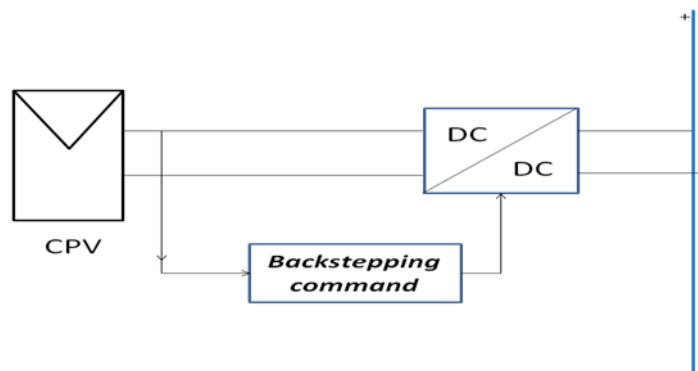 +
DC
DC
CPV
Backstepping
command